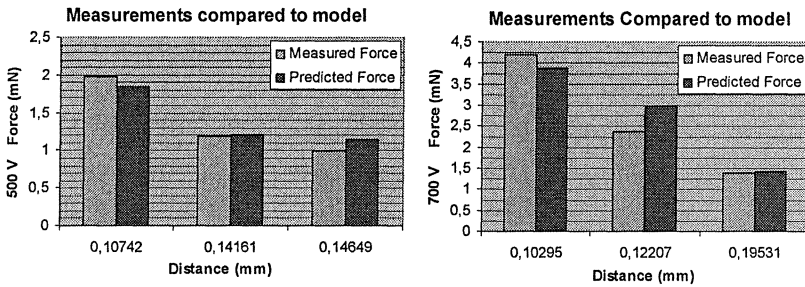 Measurements compared to model
2,5
2
1,5
1
0,5
0
500 V Force (mN)
Measured Force
Predicted Force
0,10742 0,14161 0,14649
Distance (mm)
Measurements Compared to model
4,5
4
3,5
3
2,5
2
1,5
1
0,5
0
700 V Force (mN)
Measured Force
Predicted Force
0,10295 0,12207 0,19531
Distance (mm)